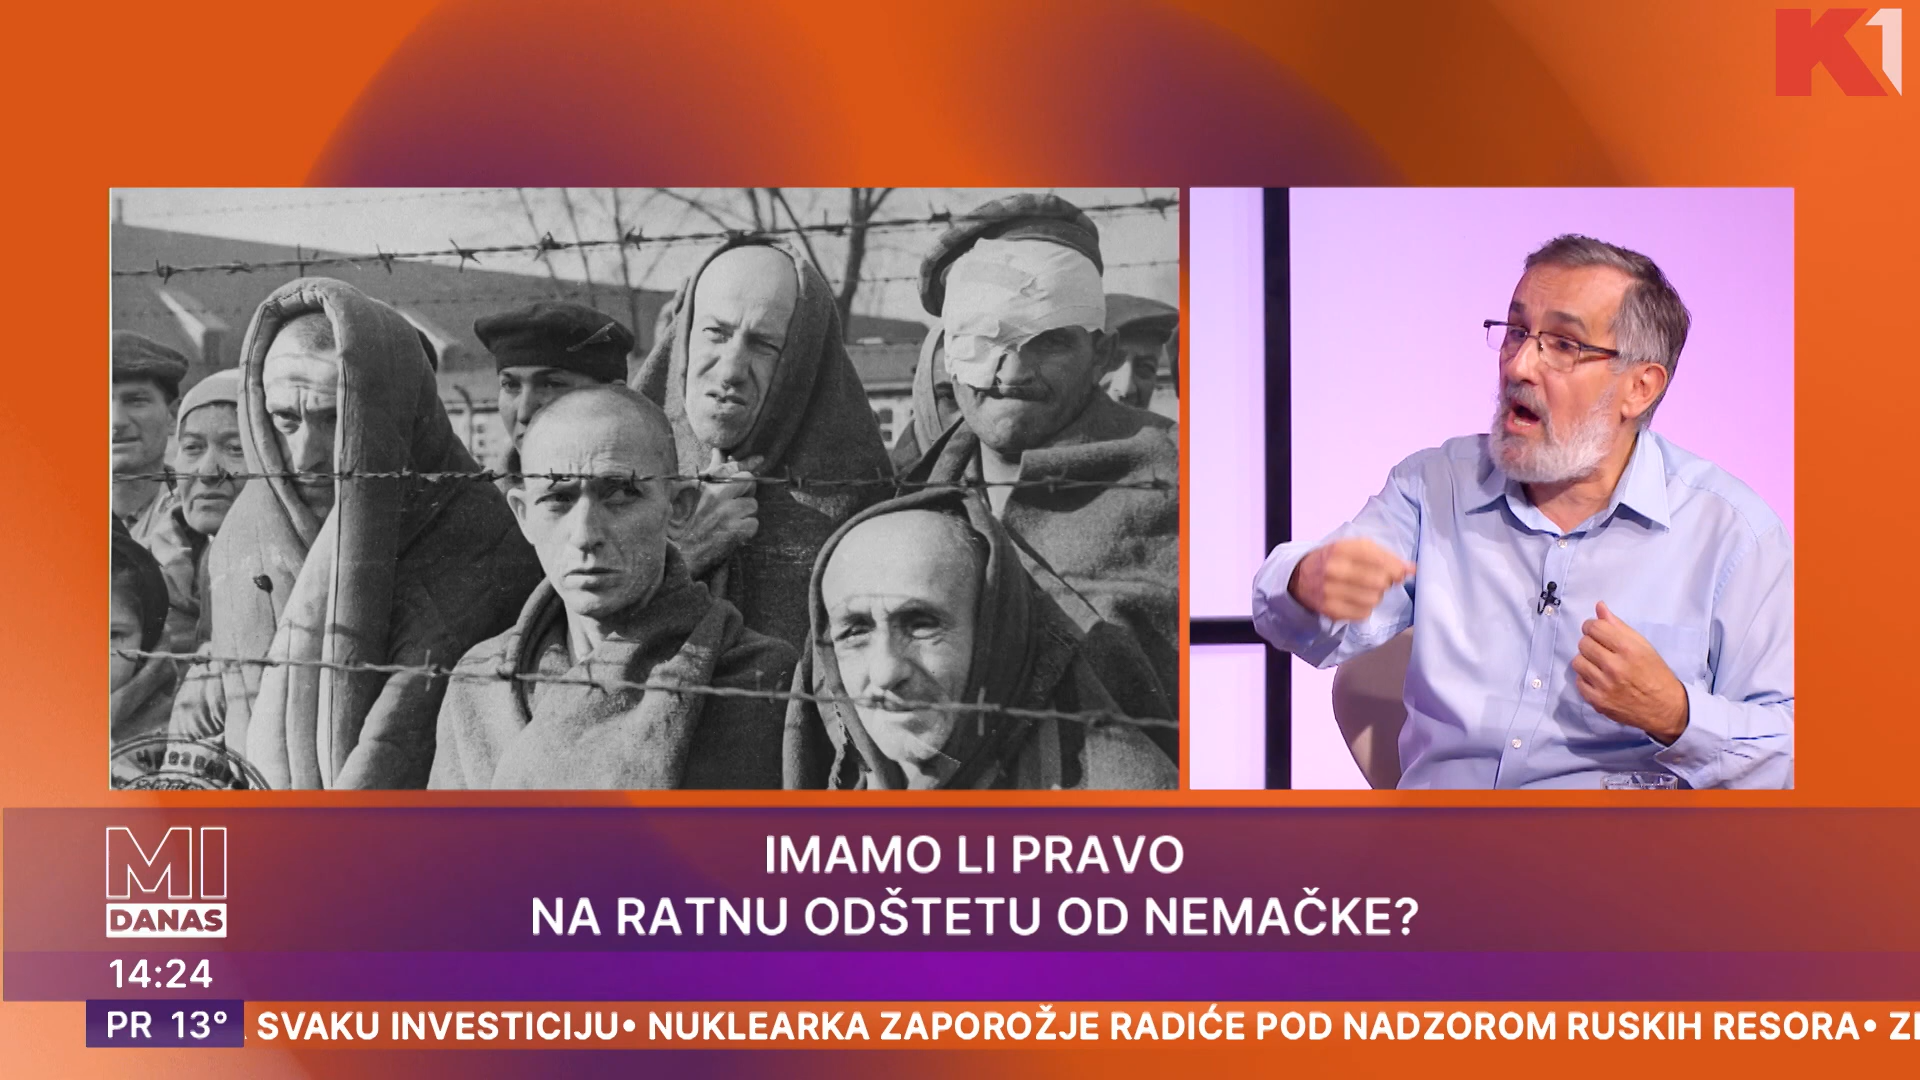 K1
IMAMO LI PRAVO
NA RATNU ODŠTETU OD NEMAČKE?
MI
DANAS
14:24
PR 13°
SVAKU INVESTICIJU• NUKLEARKA ZAPOROŽJE RADIĆE POD NADZOROM RUSKIH RESORA•